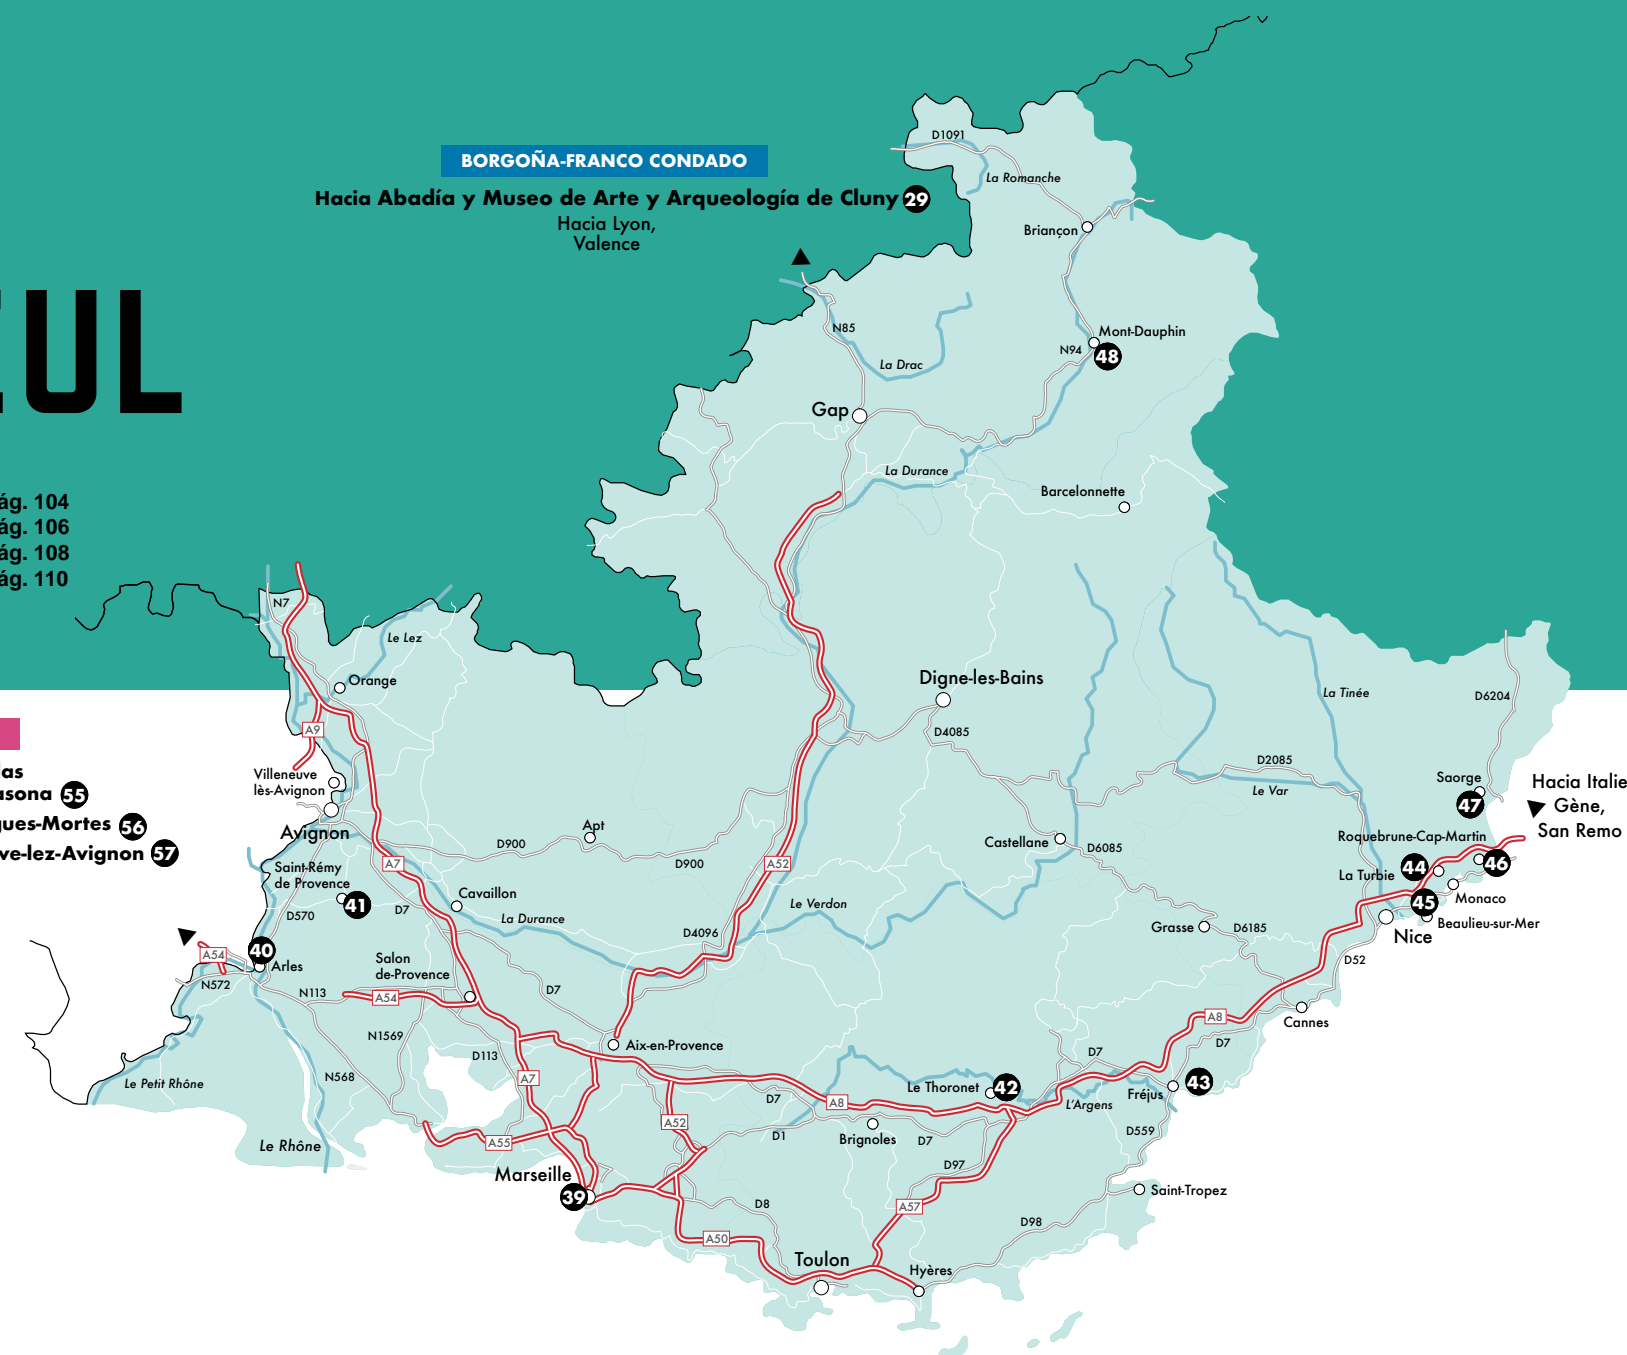 BORGOÑA-FRANCO CONDADO
Hacia Abadía y Museo de Arte y Arqueología de Cluny 29
Hacia Lyon,
Valence
ZUL
ág. 104
ág. 106
ág. 108
ág. 110
las
asona 55
gues-Mortes 56
ve-lez-Avignon 57
D1091
La Romanche
Briançon
N85
La Drac
Mont-Dauphin
N94
48
Gap
La Durance
Barcelonnette
N7
Le Lez
Orange
A9
Villeneuve
lès-Avignon
Avignon
Digne-les-Bains
D4085
La Tinée
D6204
D2085
Le Var
Saorge
47
Hacia Italie
Gène,
San Remo
Apt
D900
D900
A7
A52
Castellane
D6085
Roquebrune-Cap-Martin
46
44
La Turbie
Monaco
45
Beaulieu-sur-Mer
Nice
Saint-Rémy
de Provence
41
D570
D7
Cavaillon
La Durance
Le Verdon
D4096
Grasse
D6185
D52
40
Arles
A54
N572
Salon
de-Provence
N113
A54
D7
Cannes
A8
D7
N1569
D113
Aix-en-Provence
Le Petit Rhône
N568
A7
Le Thoronet
42
D7
Fréjus
43
L'Argens
D7
A8
A52
D1
Brignoles
D7
D559
Le Rhône
A55
Marseille
39
D97
A57
Saint-Tropez
D8
D98
A50
Toulon
Hyères